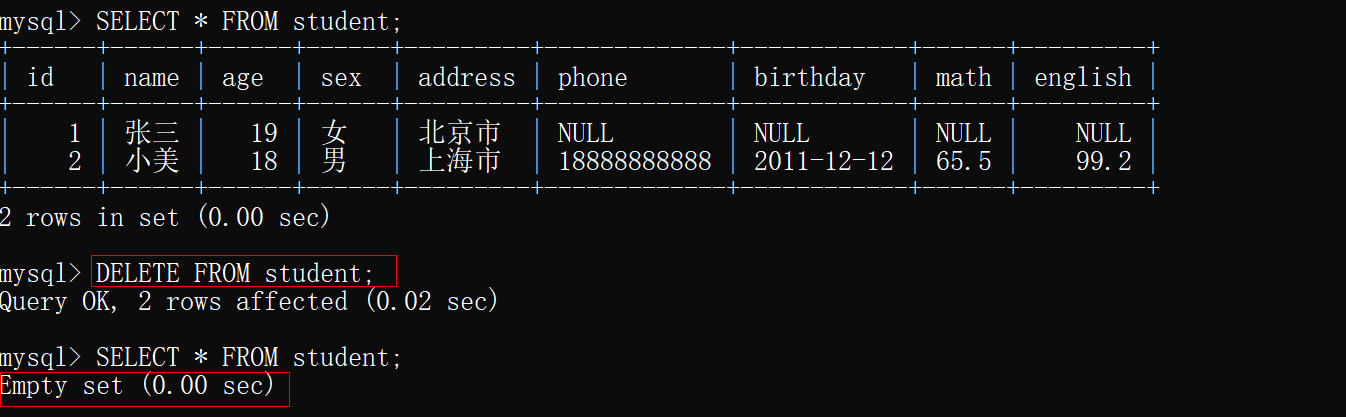 mysql> SELECT * FROM student;
+------+------+------+------+---------+-------------+------------+------+---------+
| id   | name | age  | sex  | address | phone       | birthday   | math | english |
+------+------+------+------+---------+-------------+------------+------+---------+
|    1 | 张三 |   19 | 女   | 北京市  | NULL        | NULL       | NULL |    NULL |
|    2 | 小美 |   18 | 男   | 上海市  | 18888888888 | 2011-12-12 | 65.5 |    99.2 |
+------+------+------+------+---------+-------------+------------+------+---------+
2 rows in set (0.00 sec)
mysql> DELETE FROM student;
Query OK, 2 rows affected (0.02 sec)
mysql> SELECT * FROM student;
Empty set (0.00 sec)